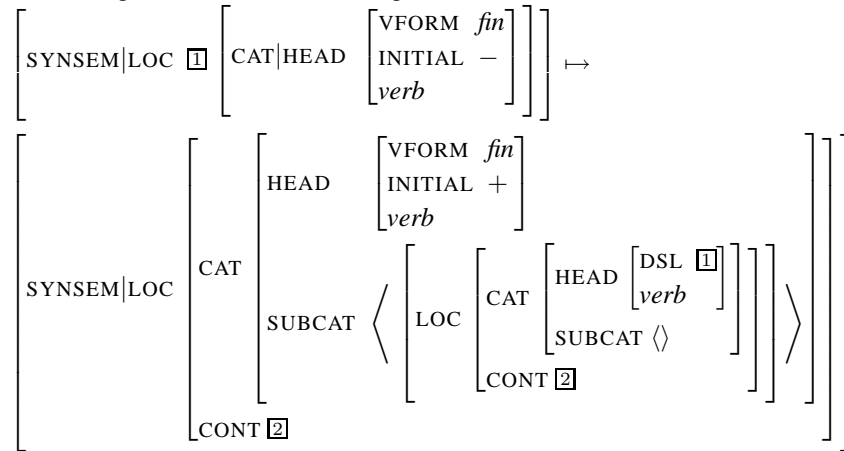 VFORM fin
SYNSEM|LOC 1 CAT|HEAD INITIAL − ↦
verb
VFORM fin
HEAD INITIAL +
verb
CAT
DSL 1
HEAD
verb
CAT
SYNSEM|LOC
SUBCAT ⟨ LOC
SUBCAT ⟨⟩ ⟩
CONT 2
CONT 2